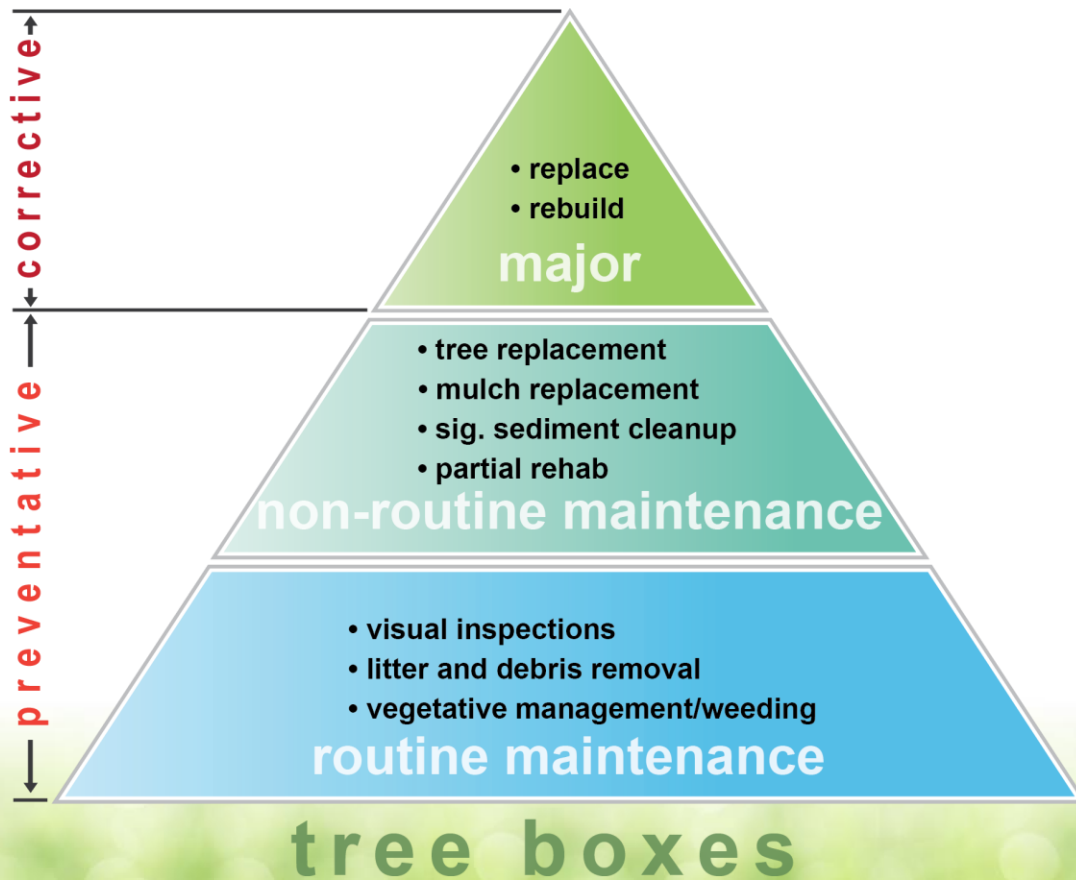 corrective
• replace
• rebuild
major
preventative
• tree replacement
• mulch replacement
• sig. sediment cleanup
• partial rehab
non-routine maintenance
• visual inspections
• litter and debris removal
• vegetative management/weeding
routine maintenance
tree boxes